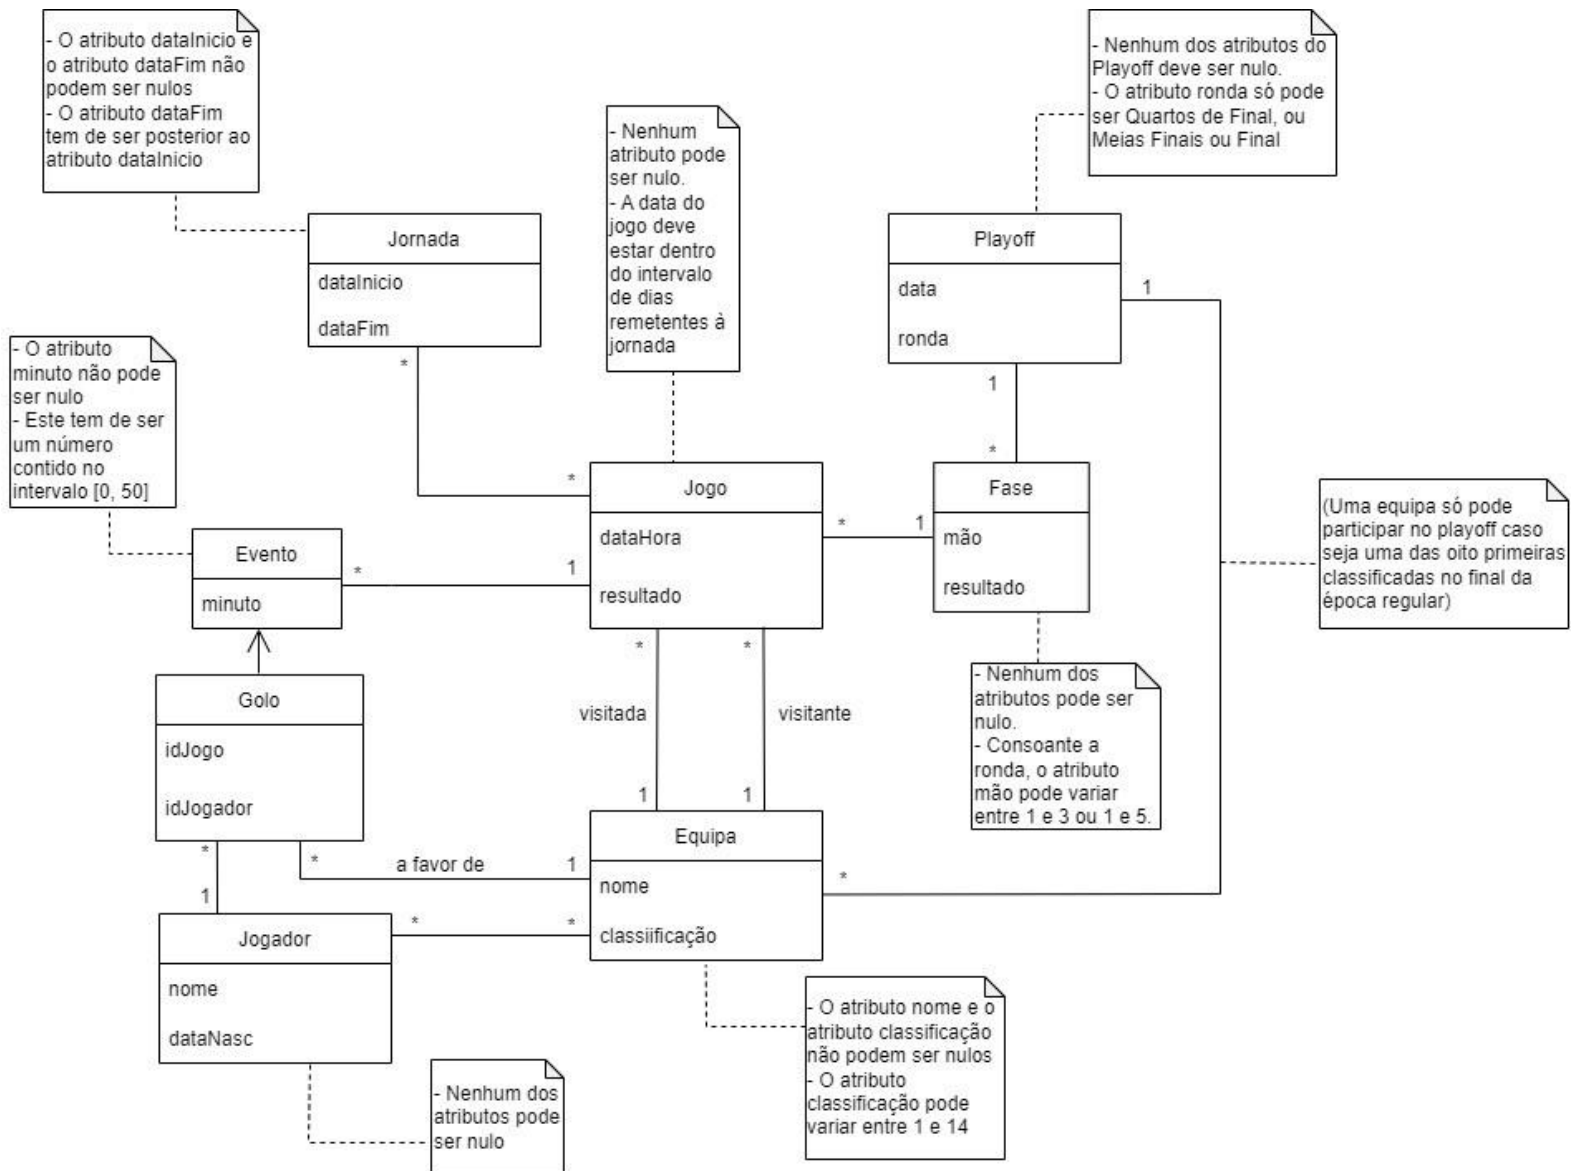 - O atributo dataInicio e
o atributo dataFim não
podem ser nulos
- O atributo dataFim
tem de ser posterior ao
atributo dataInicio
- Nenhum dos atributos do
Playoff deve ser nulo.
- O atributo ronda só pode
ser Quartos de Final, ou
Meias Finais ou Final
- Nenhum
atributo pode
ser nulo.
- A data do
jogo deve
estar dentro
do intervalo
de dias
remetentes à
jornada
Jornada
dataInicio
dataFim
*
Playoff
data
ronda
1
1
- O atributo
minuto não pode
ser nulo
- Este tem de ser
um número
contido no
intervalo [0, 50]
*
Jogo
dataHora
resultado
*
Fase
mão
resultado
*
1
(Uma equipa só pode
participar no playoff caso
seja uma das oito primeiras
classificadas no final da
época regular)
Evento
minuto
*
1
*
*
visitada
visitante
1
1
- Nenhum dos
atributos pode ser
nulo.
- Consoante a
ronda, o atributo
mão pode variar
entre 1 e 3 ou 1 e 5.
Golo
idJogo
idJogador
*
*
a favor de
1
1
Equipa
nome
classiificação
*
Jogador
nome
dataNasc
*
*
- O atributo nome e o
atributo classificação
não podem ser nulos
- O atributo
classificação pode
variar entre 1 e 14
- Nenhum dos
atributos pode
ser nulo